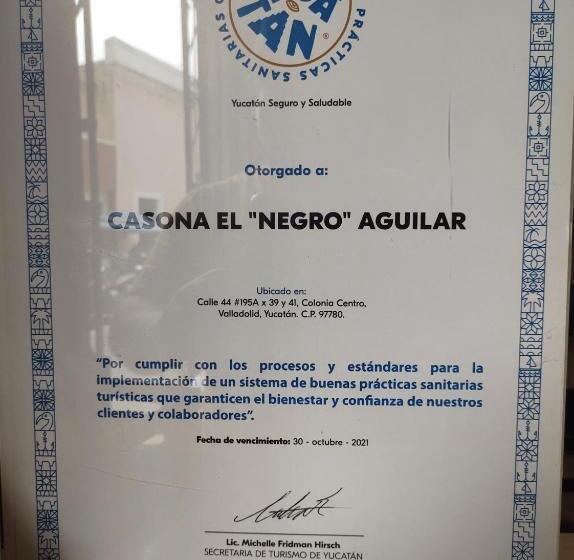 TÁN®
PRÁCTICAS SANITARIAS
Yucatán Seguro y Saludable
Otorgado a:
CASONA EL "NEGRO" AGUILAR
Ubicado en:
Calle 44 #195A x 39 y 41, Colonia Centro,
Valladolid, Yucatán. C.P. 97780.
“Por cumplir con los procesos y estándares para la
implementación de un sistema de buenas prácticas sanitarias
turísticas que garanticen el bienestar y confianza de nuestros
clientes y colaboradores”.
Fecha de vencimiento: 30 - octubre - 2021
Lic. Michelle Fridman Hirsch
SECRETARIA DE TURISMO DE YUCATÁN